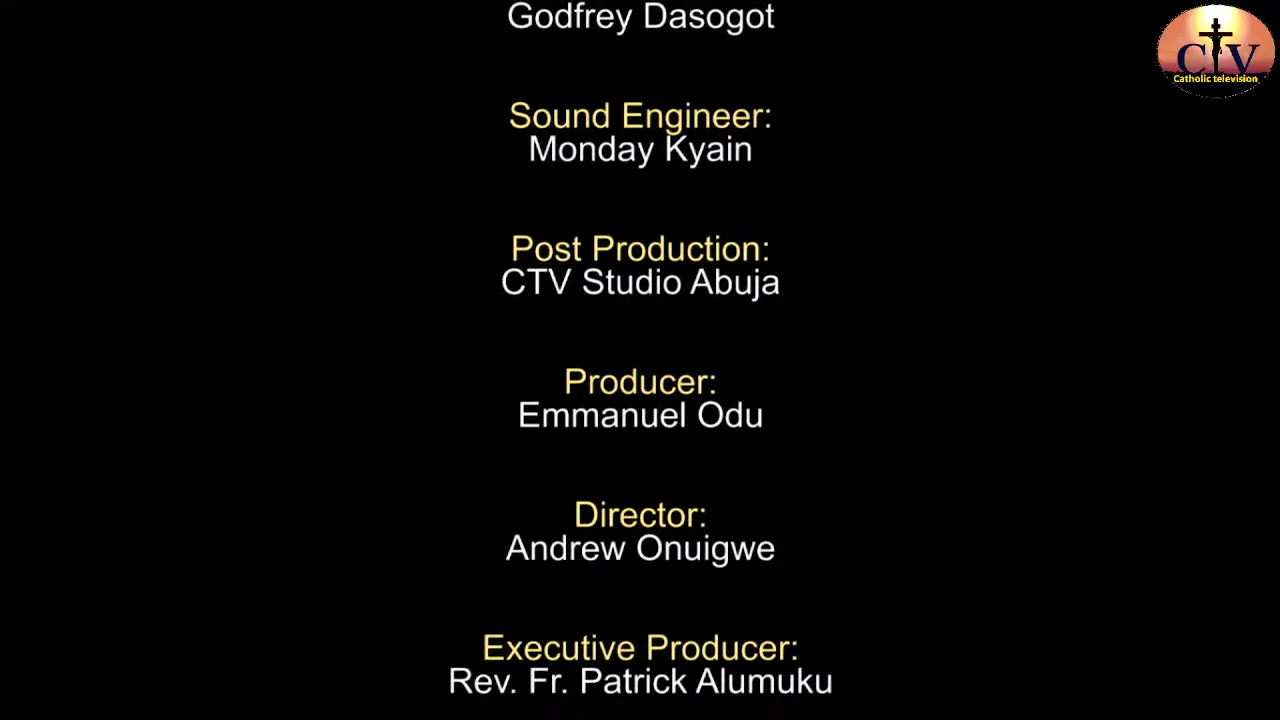 Godfrey Dasogot
CTV
Catholic television
Sound Engineer:
Monday Kyain
Post Production:
CTV Studio Abuja
Producer:
Emmanuel Odu
Director:
Andrew Onuigwe
Executive Producer:
Rev. Fr. Patrick Alumuku